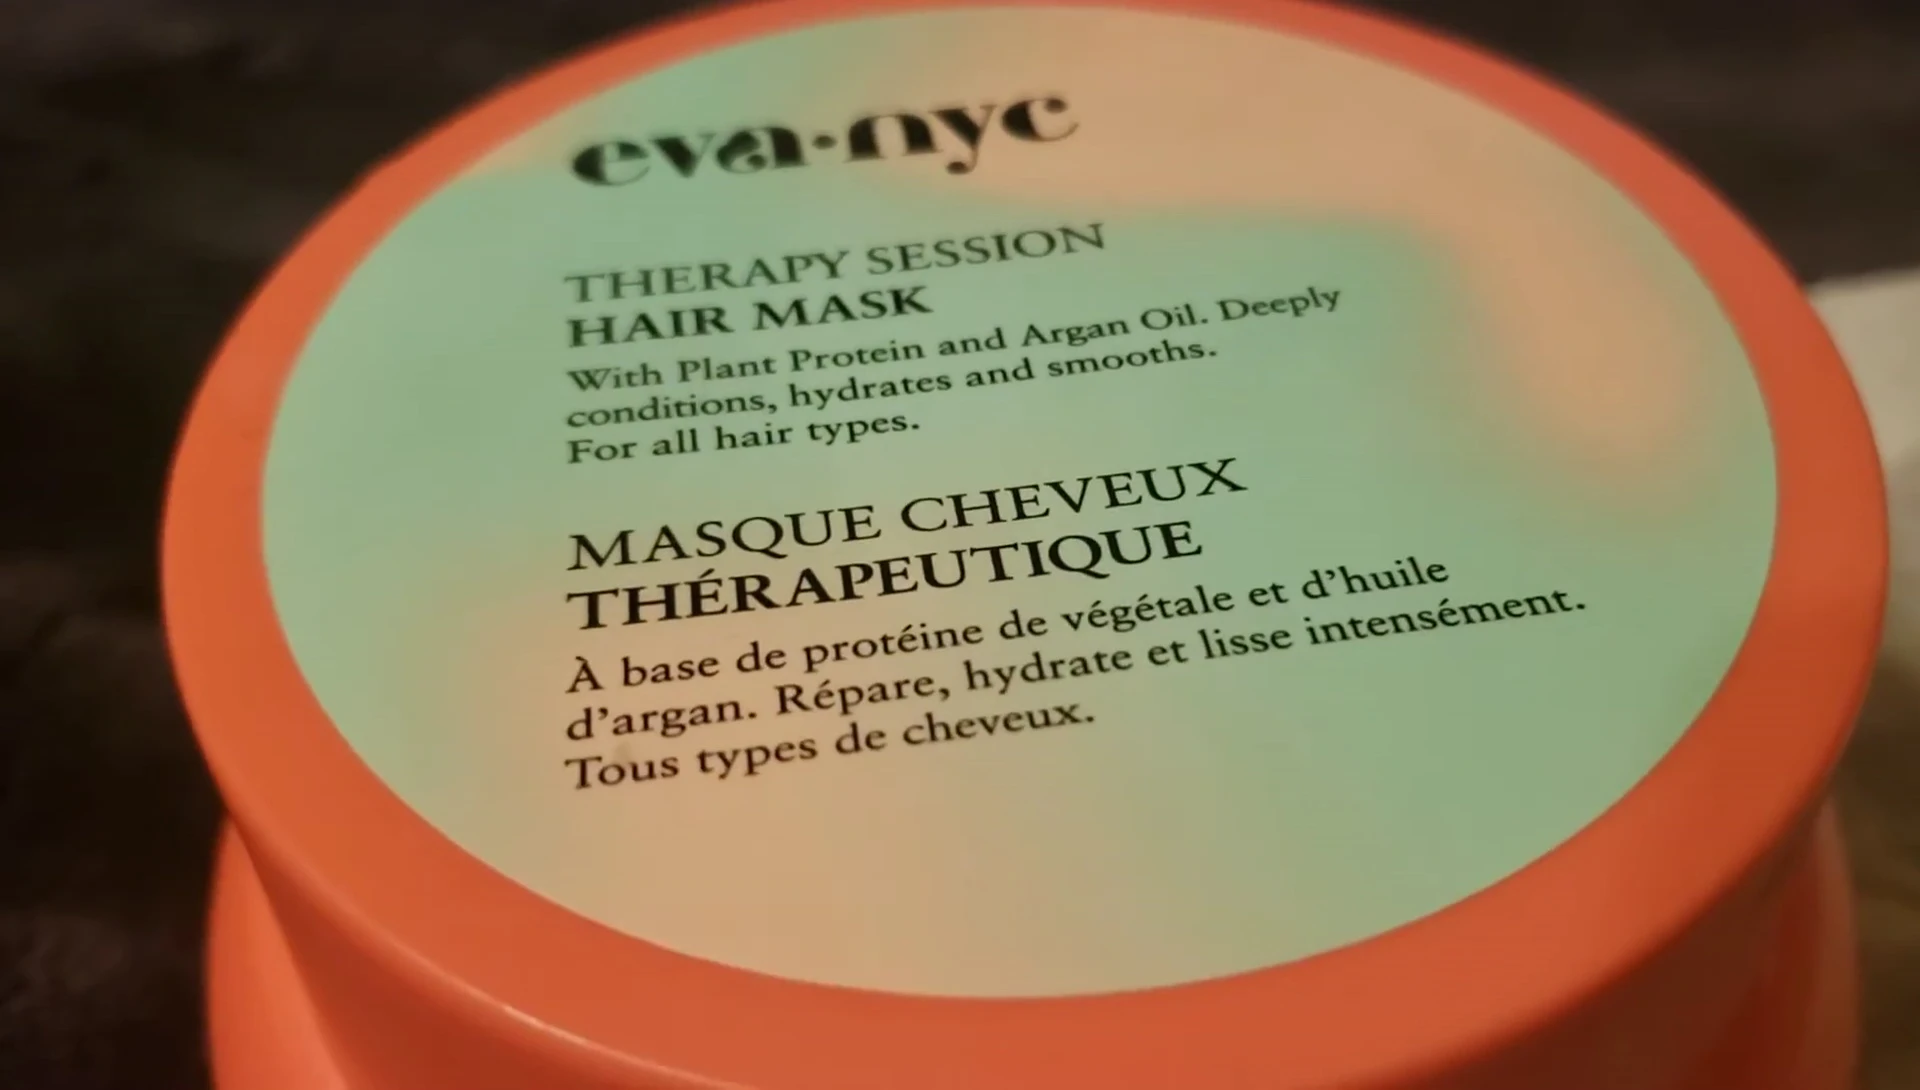 eva·nyc
THERAPY SESSION
HAIR MASK
With Plant Protein and Argan Oil. Deeply
conditions, hydrates and smooths.
For all hair types.
MASQUE CHEVEUX
THÉRAPEUTIQUE
À base de protéine de végétale et d'huile
d'argan. Répare, hydrate et lisse intensément.
Tous types de cheveux.